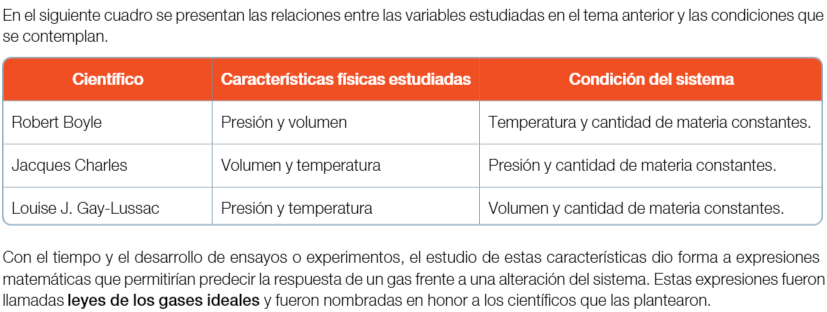 En el siguiente cuadro se presentan las relaciones entre las variables estudiadas en el tema anterior y las condiciones que
se contemplan.
Científico Características físicas estudiadas Condición del sistema
Robert Boyle Presión y volumen Temperatura y cantidad de materia constantes.
Jacques Charles Volumen y temperatura Presión y cantidad de materia constantes.
Louise J. Gay-Lussac Presión y temperatura Volumen y cantidad de materia constantes.
Con el tiempo y el desarrollo de ensayos o experimentos, el estudio de estas características dio forma a expresiones
matemáticas que permitirían predecir la respuesta de un gas frente a una alteración del sistema. Estas expresiones fueron
llamadas leyes de los gases ideales y fueron nombradas en honor a los científicos que las plantearon.